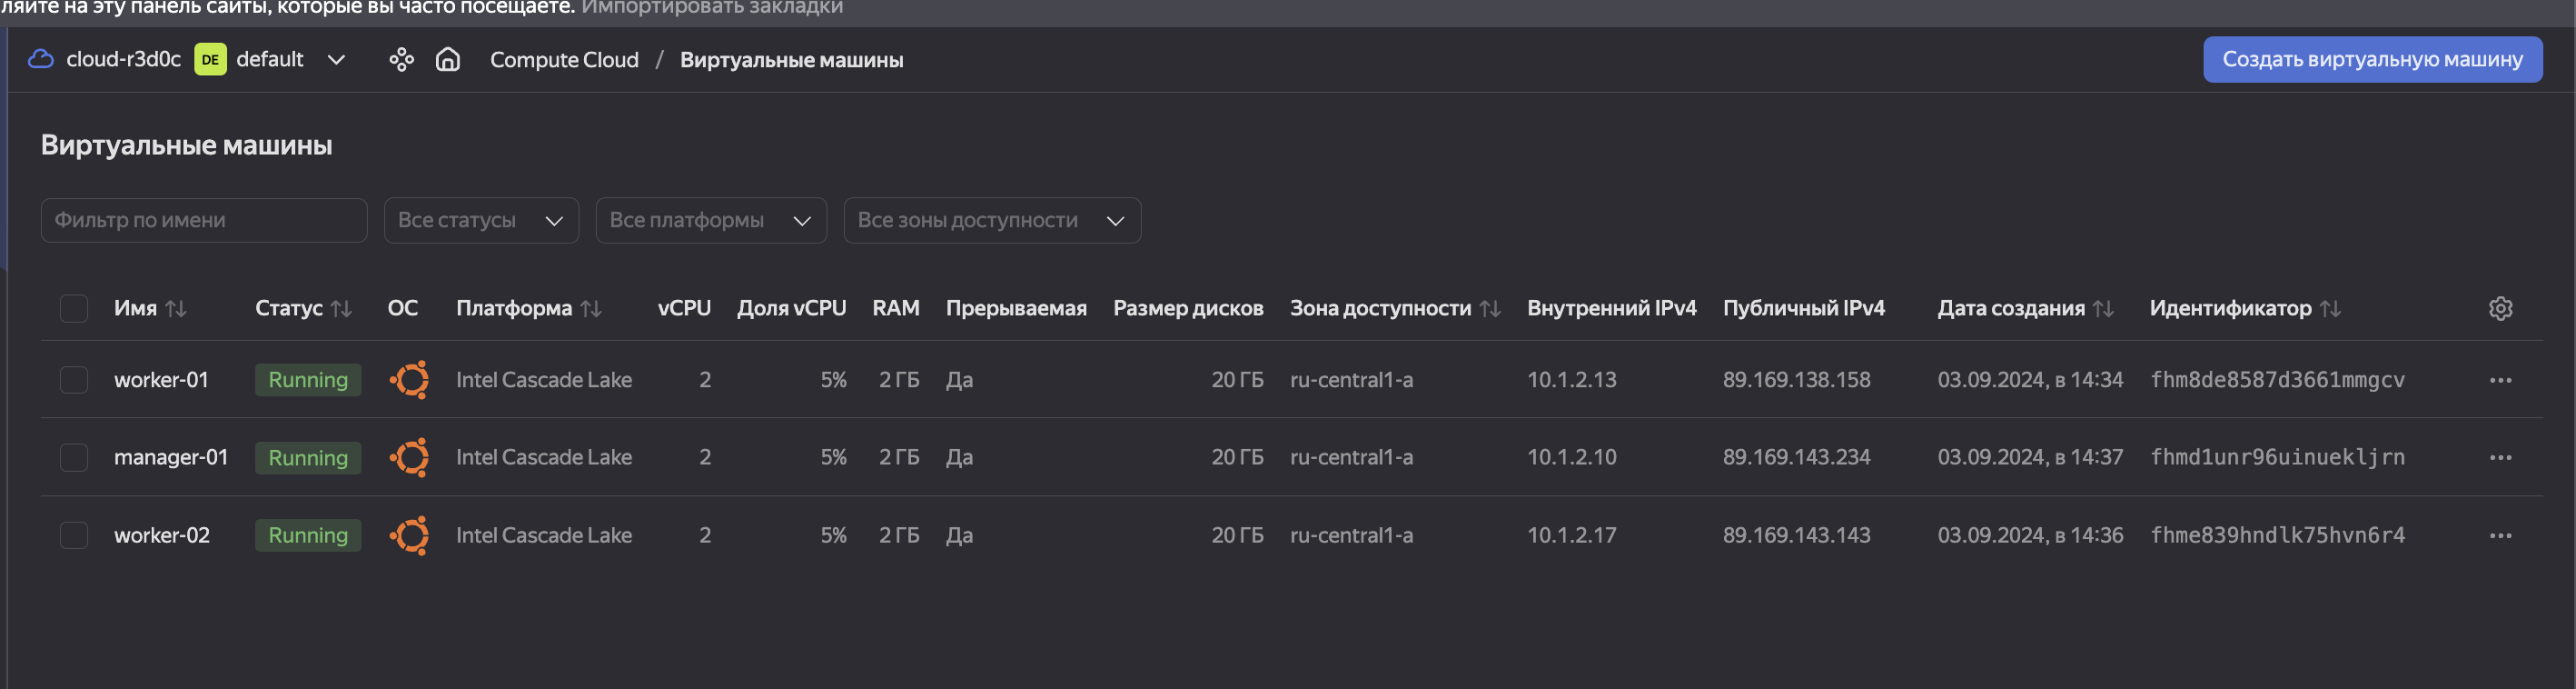 ляйте на эту панель сайты, которые вы часто посещаете. Импортировать закладки
cloud-r3d0c DE default Compute Cloud / Виртуальные машины Создать виртуальную машину
Виртуальные машины
Фильтр по имени Все статусы Все платформы Все зоны доступности
Имя Статус ОС Платформа vCPU Доля vCPU RAM Прерываемая Размер дисков Зона доступности Внутренний IPv4 Публичный IPv4 Дата создания Идентификатор
worker-01 Running Intel Cascade Lake 2 5% 2 ГБ Да 20 ГБ ru-central1-a 10.1.2.13 89.169.138.158 03.09.2024, в 14:34 fhm8de8587d3661mmgcv
manager-01 Running Intel Cascade Lake 2 5% 2 ГБ Да 20 ГБ ru-central1-a 10.1.2.10 89.169.143.234 03.09.2024, в 14:37 fhmd1unr96uinuekljrn
worker-02 Running Intel Cascade Lake 2 5% 2 ГБ Да 20 ГБ ru-central1-a 10.1.2.17 89.169.143.143 03.09.2024, в 14:36 fhme839hndlk75hvn6r4